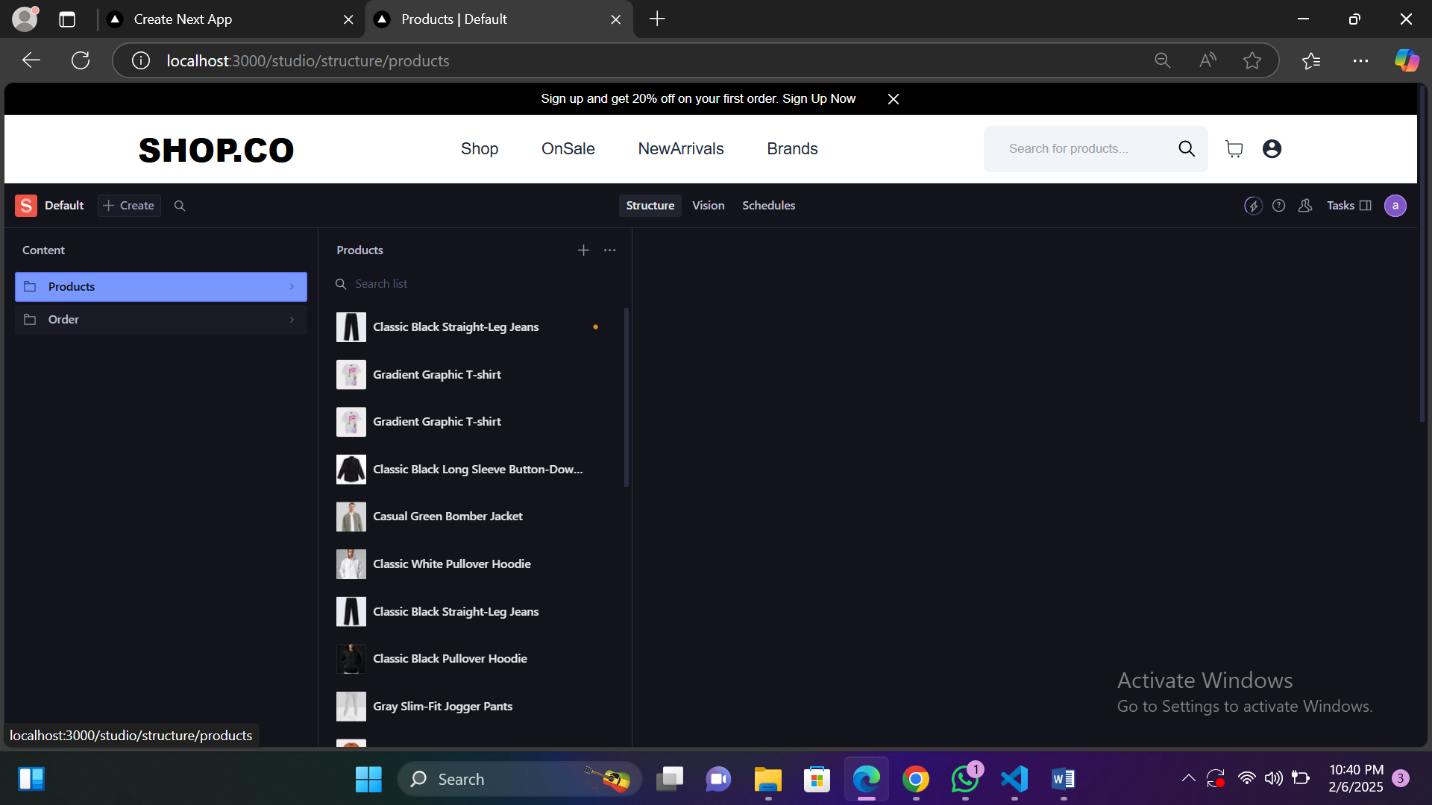 Create Next App
Products | Default
localhost:3000/studio/structure/products
Sign up and get 20% off on your first order. Sign Up Now
SHOP.CO
Shop
OnSale
NewArrivals
Brands
Search for products...
S
Default
Create
Structure
Vision
Schedules
Tasks
a
Content
Products
Order
Products
Search list
Classic Black Straight-Leg Jeans
Gradient Graphic T-shirt
Gradient Graphic T-shirt
Classic Black Long Sleeve Button-Dow...
Casual Green Bomber Jacket
Classic White Pullover Hoodie
Classic Black Straight-Leg Jeans
Classic Black Pullover Hoodie
Gray Slim-Fit Jogger Pants
Activate Windows
Go to Settings to activate Windows.
localhost:3000/studio/structure/products
Search
1
10:40 PM
2/6/2025
3